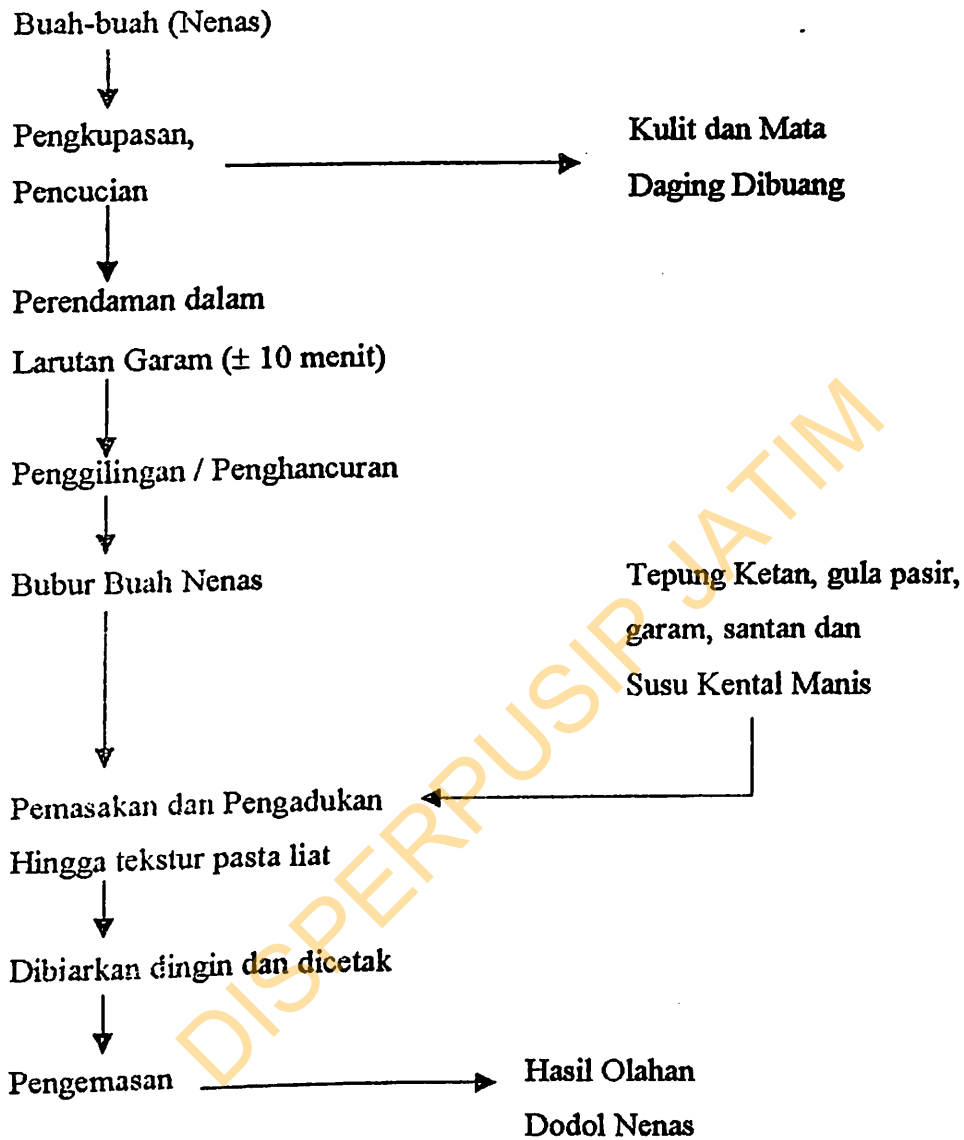 Buah-buah (Nenas)
Pengkupasan,
Pencucian
Kulit dan Mata
Daging Dibuang
Perendaman dalam
Larutan Garam (± 10 menit)
Penggilingan / Penghancuran
Bubur Buah Nenas
Tepung Ketan, gula pasir,
garam, santan dan
Susu Kental Manis
Pemasakan dan Pengadukan
Hingga tekstur pasta liat
Dibiarkan dingin dan dicetak
Pengemasan
Hasil Olahan
Dodol Nenas
DISPERPUSIP JATIM